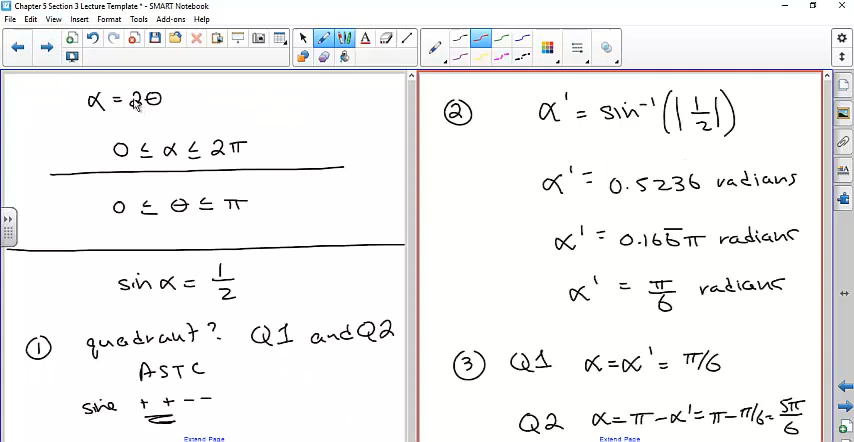 Chapter 5 Section 3 Lecture Template * - SMART Notebook
File Edit View Insert Format Tools Add-ons Help
α = 2θ
0 ≤ α ≤ 2π
0 ≤ θ ≤ π
sin α = 1/2
① quadrant? Q1 and Q2
ASTC
sine + + - -
Extend Page
② α' = sin⁻¹(|1/2|)
α' = 0.5236 radians
α' = 0.166̅π radians
α' = π/6 radians
③ Q1 α = α' = π/6
Q2 α = π - α' = π - π/6 = 5π/6
Extend Page